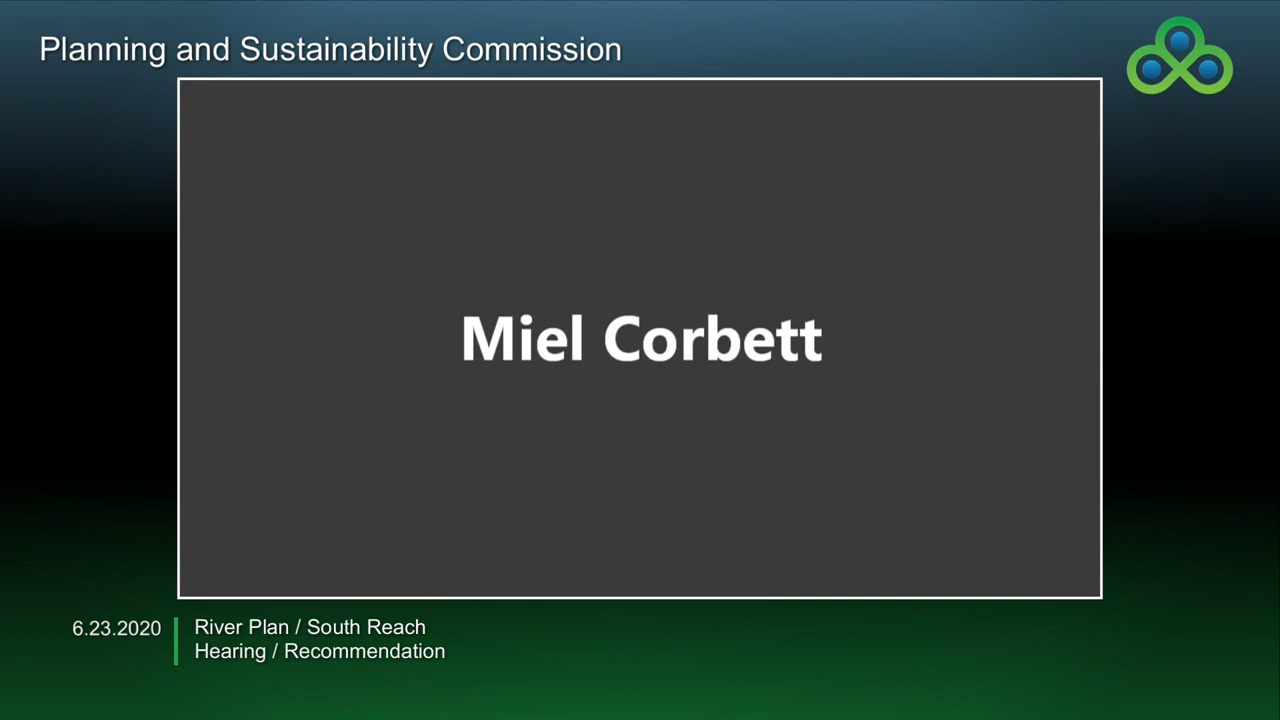 Planning and Sustainability Commission
Miel Corbett
6.23.2020
River Plan / South Reach
Hearing / Recommendation